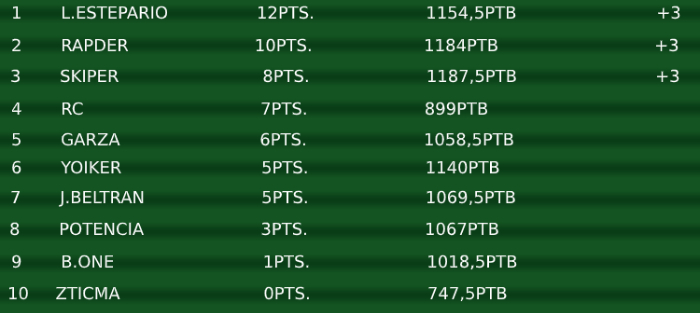 1 L.ESTEPARIO 12PTS. 1154,5PTB +3
2 RAPDER 10PTS. 1184PTB +3
3 SKIPER 8PTS. 1187,5PTB +3
4 RC 7PTS. 899PTB
5 GARZA 6PTS. 1058,5PTB
6 YOIKER 5PTS. 1140PTB
7 J.BELTRAN 5PTS. 1069,5PTB
8 POTENCIA 3PTS. 1067PTB
9 B.ONE 1PTS. 1018,5PTB
10 ZTICMA 0PTS. 747,5PTB